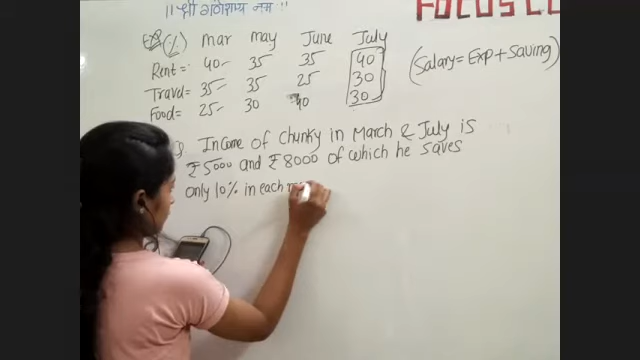 ॥ श्री गणेशाय नमः ॥
FOCUS CL
Exp (%) Mar May June July
Rent = 40 35 35 40
Travel = 35 35 25 30
Food = 25 30 40 30
(Salary = Exp + Saving)
Q Income of Chunky in March & July is
₹5000 and ₹8000 of which he saves
only 10% in each